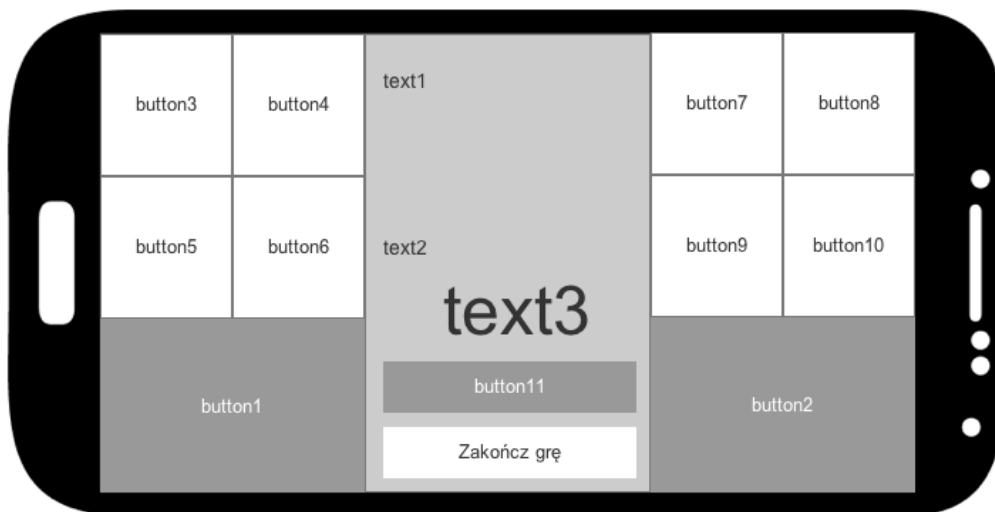 button3
button4
button5
button6
button1
text1
text2
text3
button11
Zakończ grę
button7
button8
button9
button10
button2